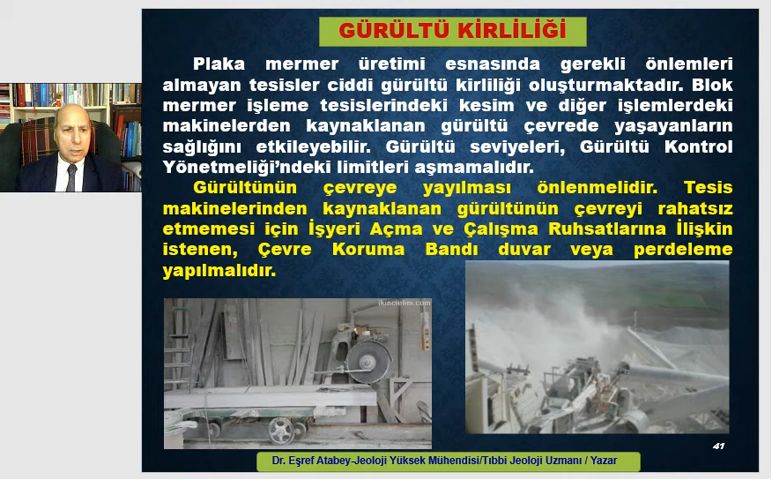 GÜRÜLTÜ KİRLİLİĞİ
Plaka mermer üretimi esnasında gerekli önlemleri
almayan tesisler ciddi gürültü kirliliği oluşturmaktadır. Blok
mermer işleme tesislerindeki kesim ve diğer işlemlerdeki
makinelerden kaynaklanan gürültü çevrede yaşayanların
sağlığını etkileyebilir. Gürültü seviyeleri, Gürültü Kontrol
Yönetmeliği’ndeki limitleri aşmamalıdır.
Gürültünün çevreye yayılması önlenmelidir. Tesis
makinelerinden kaynaklanan gürültünün çevreyi rahatsız
etmemesi için İşyeri Açma ve Çalışma Ruhsatlarına İlişkin
istenen, Çevre Koruma Bandı duvar veya perdeleme
yapılmalıdır.
ikincielim.com
41
Dr. Eşref Atabey-Jeoloji Yüksek Mühendisi/Tıbbi Jeoloji Uzmanı / Yazar